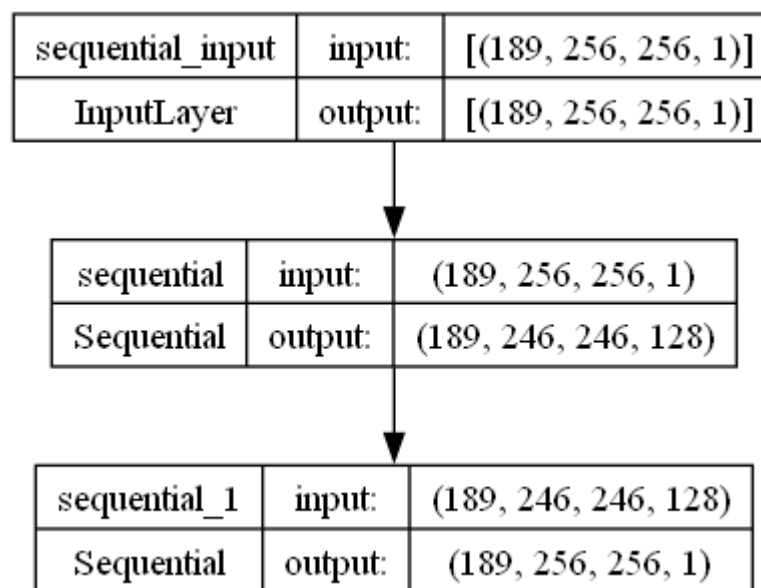 sequential_input input: [(189, 256, 256, 1)]
InputLayer output: [(189, 256, 256, 1)]
sequential input: (189, 256, 256, 1)
Sequential output: (189, 246, 246, 128)
sequential_1 input: (189, 246, 246, 128)
Sequential output: (189, 256, 256, 1)